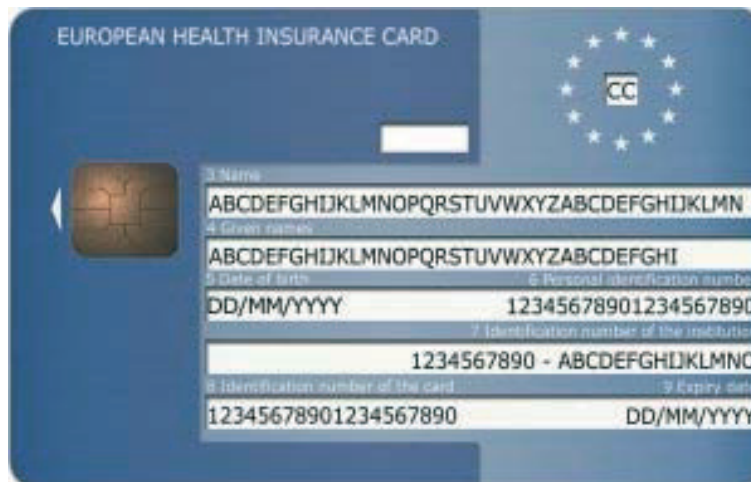 EUROPEAN HEALTH INSURANCE CARD
CC
3 Name
ABCDEFGHIJKLMNOPQRSTUVWXYZABCDEFGHIJKLMN
4 Given names
ABCDEFGHIJKLMNOPQRSTUVWXYZABCDEFGHI
5 Date of birth 6 Personal identification number
DD/MM/YYYY 12345678901234567890
7 Identification number of the institution
1234567890 - ABCDEFGHIJKLMNO
8 Identification number of the card 9 Expiry date
12345678901234567890 DD/MM/YYYY